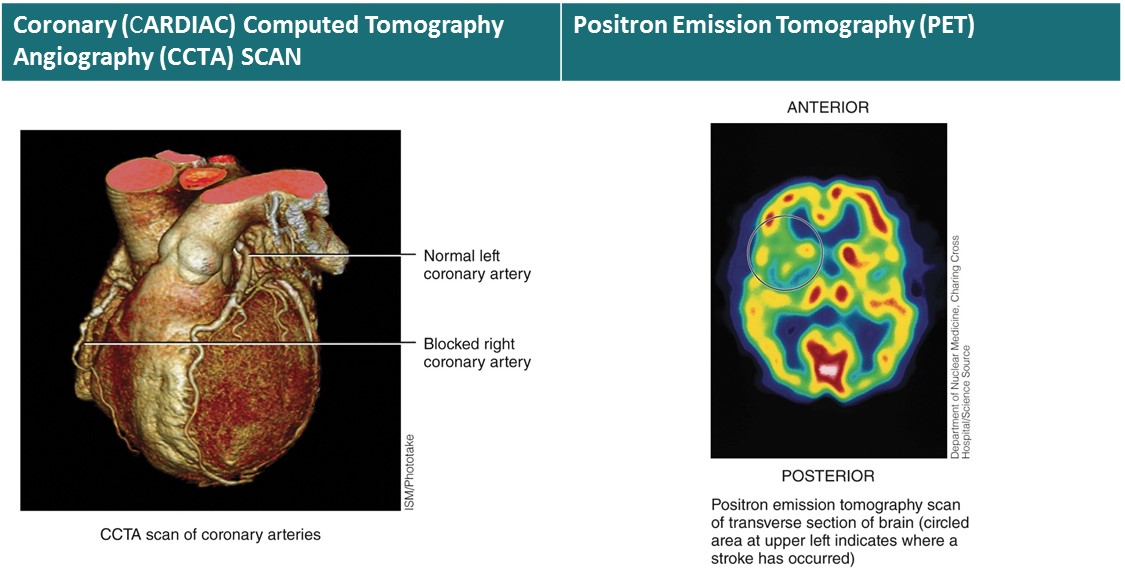 Coronary (CARDIAC) Computed Tomography
Angiography (CCTA) SCAN
Positron Emission Tomography (PET)
Normal left
coronary artery
Blocked right
coronary artery
ISM/Phototake
CCTA scan of coronary arteries
ANTERIOR
Department of Nuclear Medicine, Charing Cross
Hospital/Science Source
POSTERIOR
Positron emission tomography scan
of transverse section of brain (circled
area at upper left indicates where a
stroke has occurred)